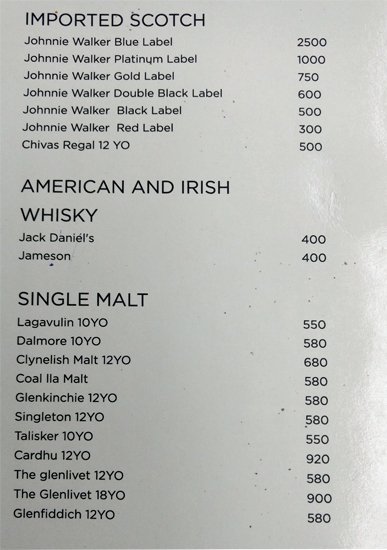 IMPORTED SCOTCH
Johnnie Walker Blue Label 2500
Johnnie Walker Platinum Label 1000
Johnnie Walker Gold Label 750
Johnnie Walker Double Black Label 600
Johnnie Walker Black Label 500
Johnnie Walker Red Label 300
Chivas Regal 12 YO 500
AMERICAN AND IRISH
WHISKY
Jack Daniel's 400
Jameson 400
SINGLE MALT
Lagavulin 10YO 550
Dalmore 10YO 580
Clynelish Malt 12YO 680
Coal Ila Malt 580
Glenkinchie 12YO 580
Singleton 12YO 580
Talisker 10YO 550
Cardhu 12YO 920
The glenlivet 12YO 580
The Glenlivet 18YO 900
Glenfiddich 12YO 580